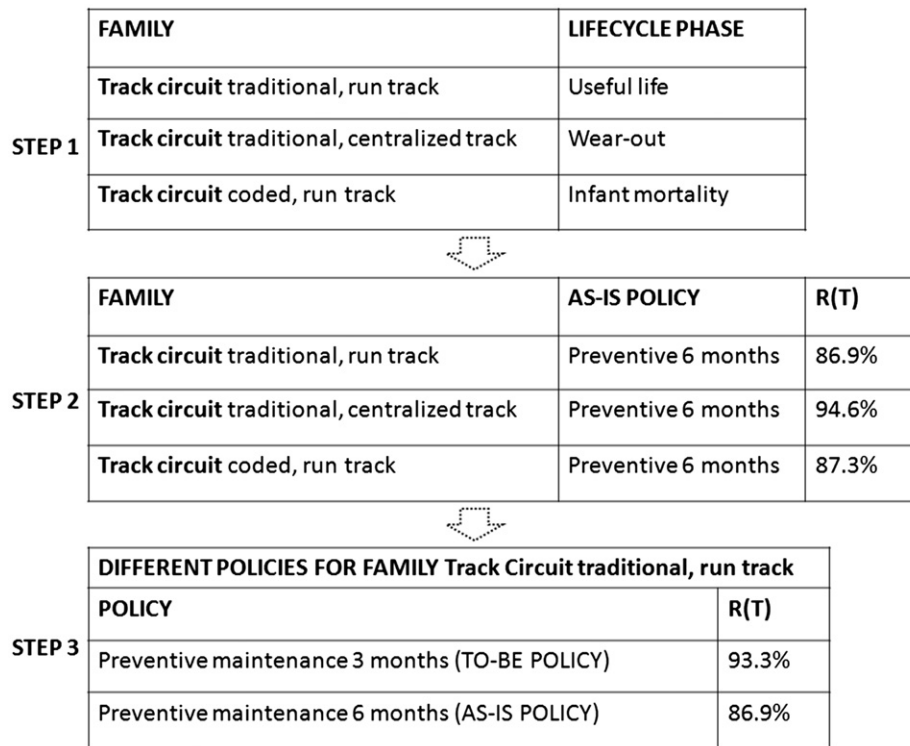 FAMILY LIFECYCLE PHASE
Track circuit traditional, run track Useful life
STEP 1 Track circuit traditional, centralized track Wear-out
Track circuit coded, run track Infant mortality
FAMILY AS-IS POLICY R(T)
Track circuit traditional, run track Preventive 6 months 86.9%
STEP 2 Track circuit traditional, centralized track Preventive 6 months 94.6%
Track circuit coded, run track Preventive 6 months 87.3%
DIFFERENT POLICIES FOR FAMILY Track Circuit traditional, run track
POLICY R(T)
STEP 3 Preventive maintenance 3 months (TO-BE POLICY) 93.3%
Preventive maintenance 6 months (AS-IS POLICY) 86.9%